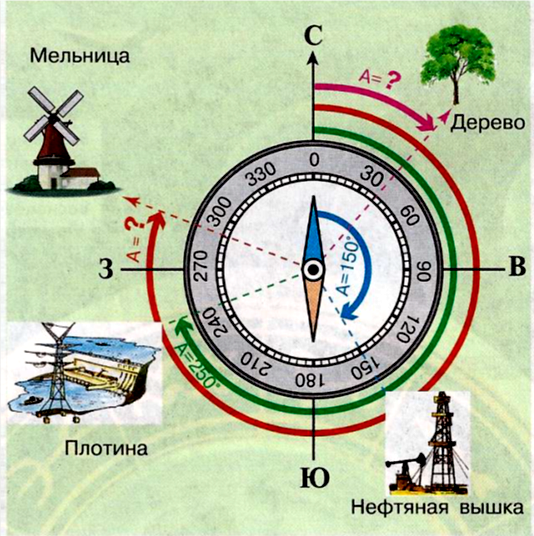 С
Мельница
A=?
Дерево
0
30
60
90
120
150
180
210
240
270
300
330
A=?
З
В
A=150°
A=250°
Плотина
Ю
Нефтяная вышка